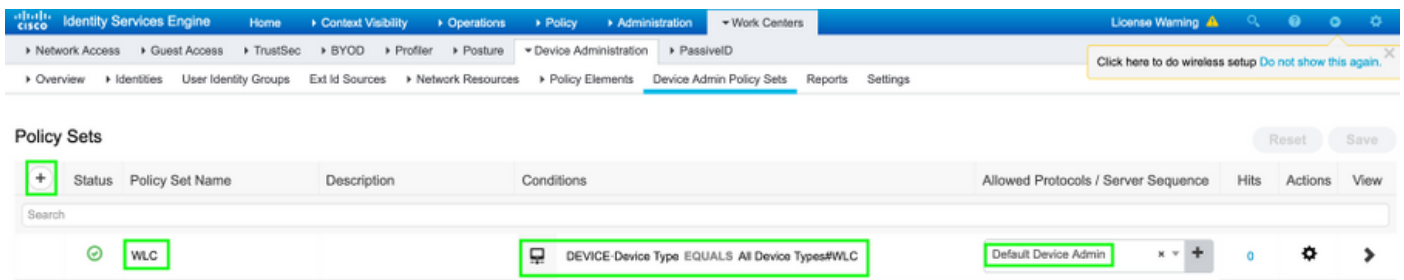 cisco Identity Services Engine Home Context Visibility Operations Policy Administration Work Centers License Warning
Network Access Guest Access TrustSec BYOD Profiler Posture Device Administration PassiveID
Click here to do wireless setup Do not show this again.
Overview Identities User Identity Groups Ext Id Sources Network Resources Policy Elements Device Admin Policy Sets Reports Settings
Policy Sets
Reset Save
+ Status Policy Set Name Description Conditions Allowed Protocols / Server Sequence Hits Actions View
Search
WLC DEVICE-Device Type EQUALS All Device Types#WLC Default Device Admin × + 0